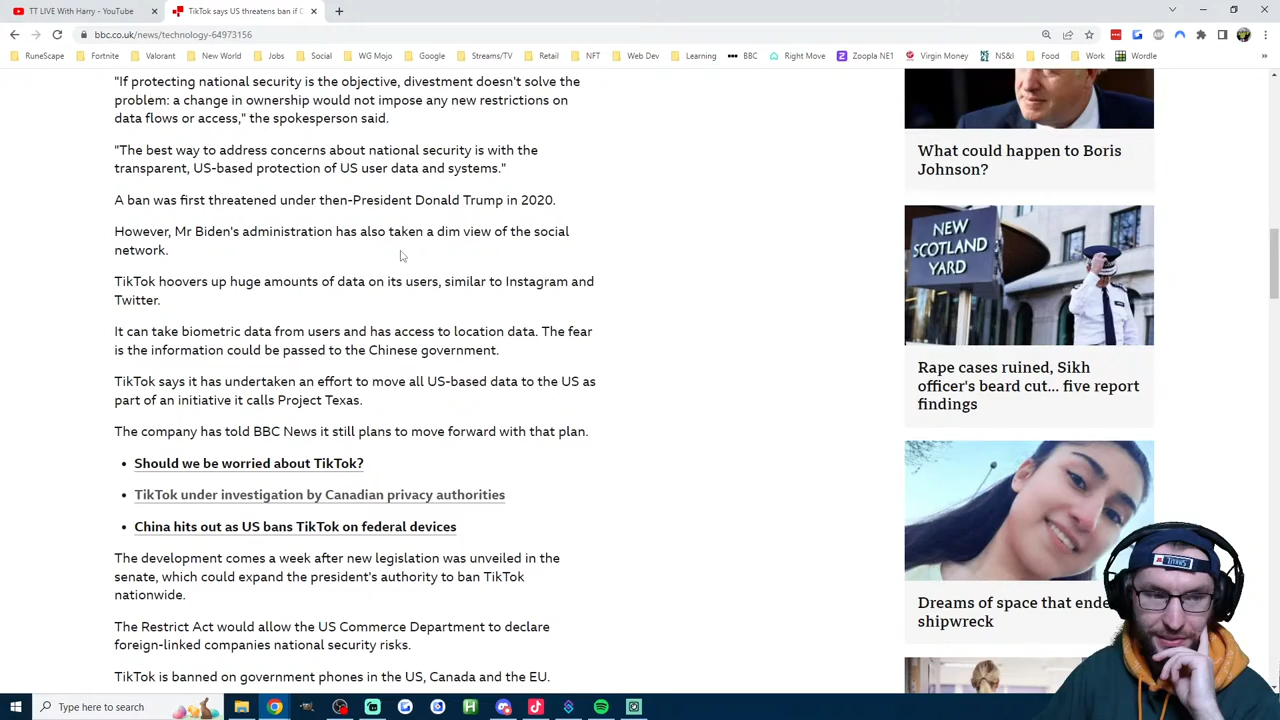 TT LIVE With Harry - YouTube
TikTok says US threatens ban if C
bbc.co.uk/news/technology-64973156
RuneScape
Fortnite
Valorant
New World
Jobs
Social
WG Mojo
Google
Streams/TV
Retail
NFT
Web Dev
Learning
BBC
Right Move
Zoopla NE1
Virgin Money
NS&I
Food
Work
Wordle
"If protecting national security is the objective, divestment doesn't solve the
problem: a change in ownership would not impose any new restrictions on
data flows or access," the spokesperson said.
"The best way to address concerns about national security is with the
transparent, US-based protection of US user data and systems."
A ban was first threatened under then-President Donald Trump in 2020.
However, Mr Biden's administration has also taken a dim view of the social
network.
TikTok hoovers up huge amounts of data on its users, similar to Instagram and
Twitter.
It can take biometric data from users and has access to location data. The fear
is the information could be passed to the Chinese government.
TikTok says it has undertaken an effort to move all US-based data to the US as
part of an initiative it calls Project Texas.
The company has told BBC News it still plans to move forward with that plan.
• Should we be worried about TikTok?
• TikTok under investigation by Canadian privacy authorities
• China hits out as US bans TikTok on federal devices
The development comes a week after new legislation was unveiled in the
senate, which could expand the president's authority to ban TikTok
nationwide.
The Restrict Act would allow the US Commerce Department to declare
foreign-linked companies national security risks.
TikTok is banned on government phones in the US, Canada and the EU.
What could happen to Boris
Johnson?
NEW
SCOTLAND
YARD
Rape cases ruined, Sikh
officer's beard cut... five report
findings
Dreams of space that ende
shipwreck
TITANS
Type here to search